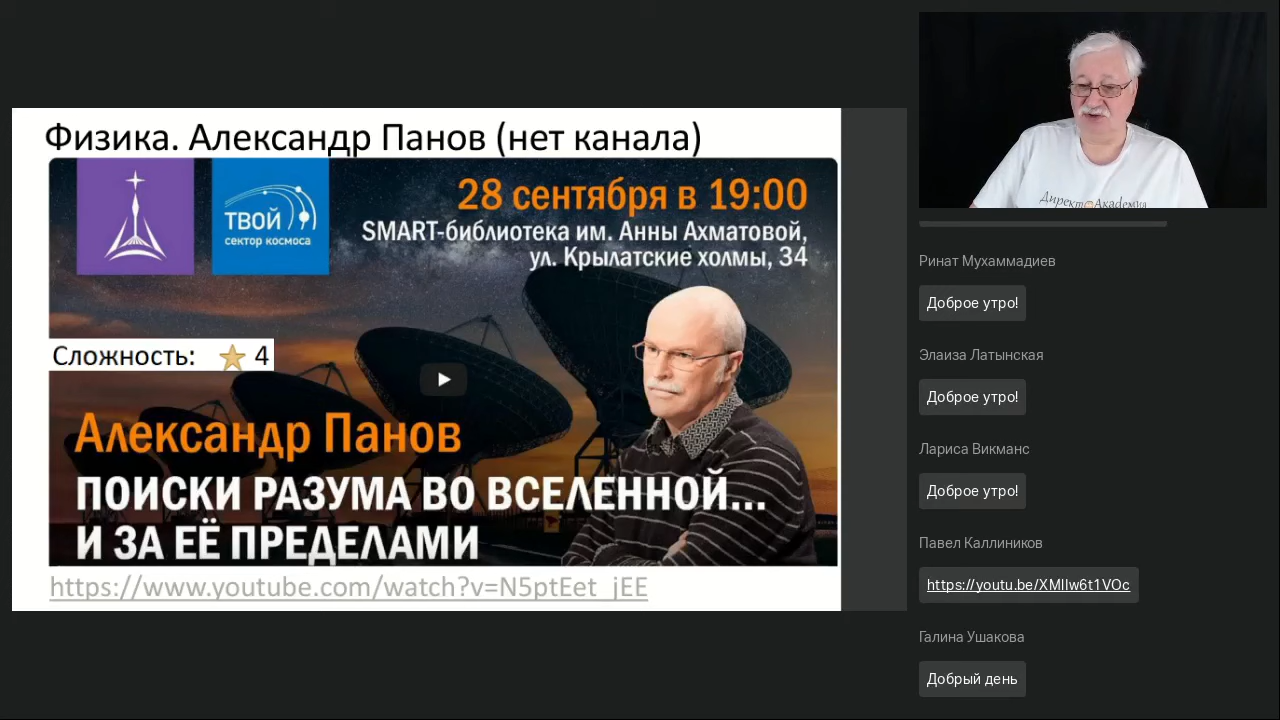 Физика. Александр Панов (нет канала)
ТВОЙ
сектор космоса
28 сентября в 19:00
SMART-библиотека им. Анны Ахматовой,
ул. Крылатские холмы, 34
Сложность: 4
Александр Панов
ПОИСКИ РАЗУМА ВО ВСЕЛЕННОЙ...
И ЗА ЕЁ ПРЕДЕЛАМИ
https://www.youtube.com/watch?v=N5ptEet_jEE
Директ Академия
Ринат Мухаммадиев
Доброе утро!
Элаиза Латынская
Доброе утро!
Лариса Викманс
Доброе утро!
Павел Каллиников
https://youtu.be/XMlIw6t1VOc
Галина Ушакова
Добрый день